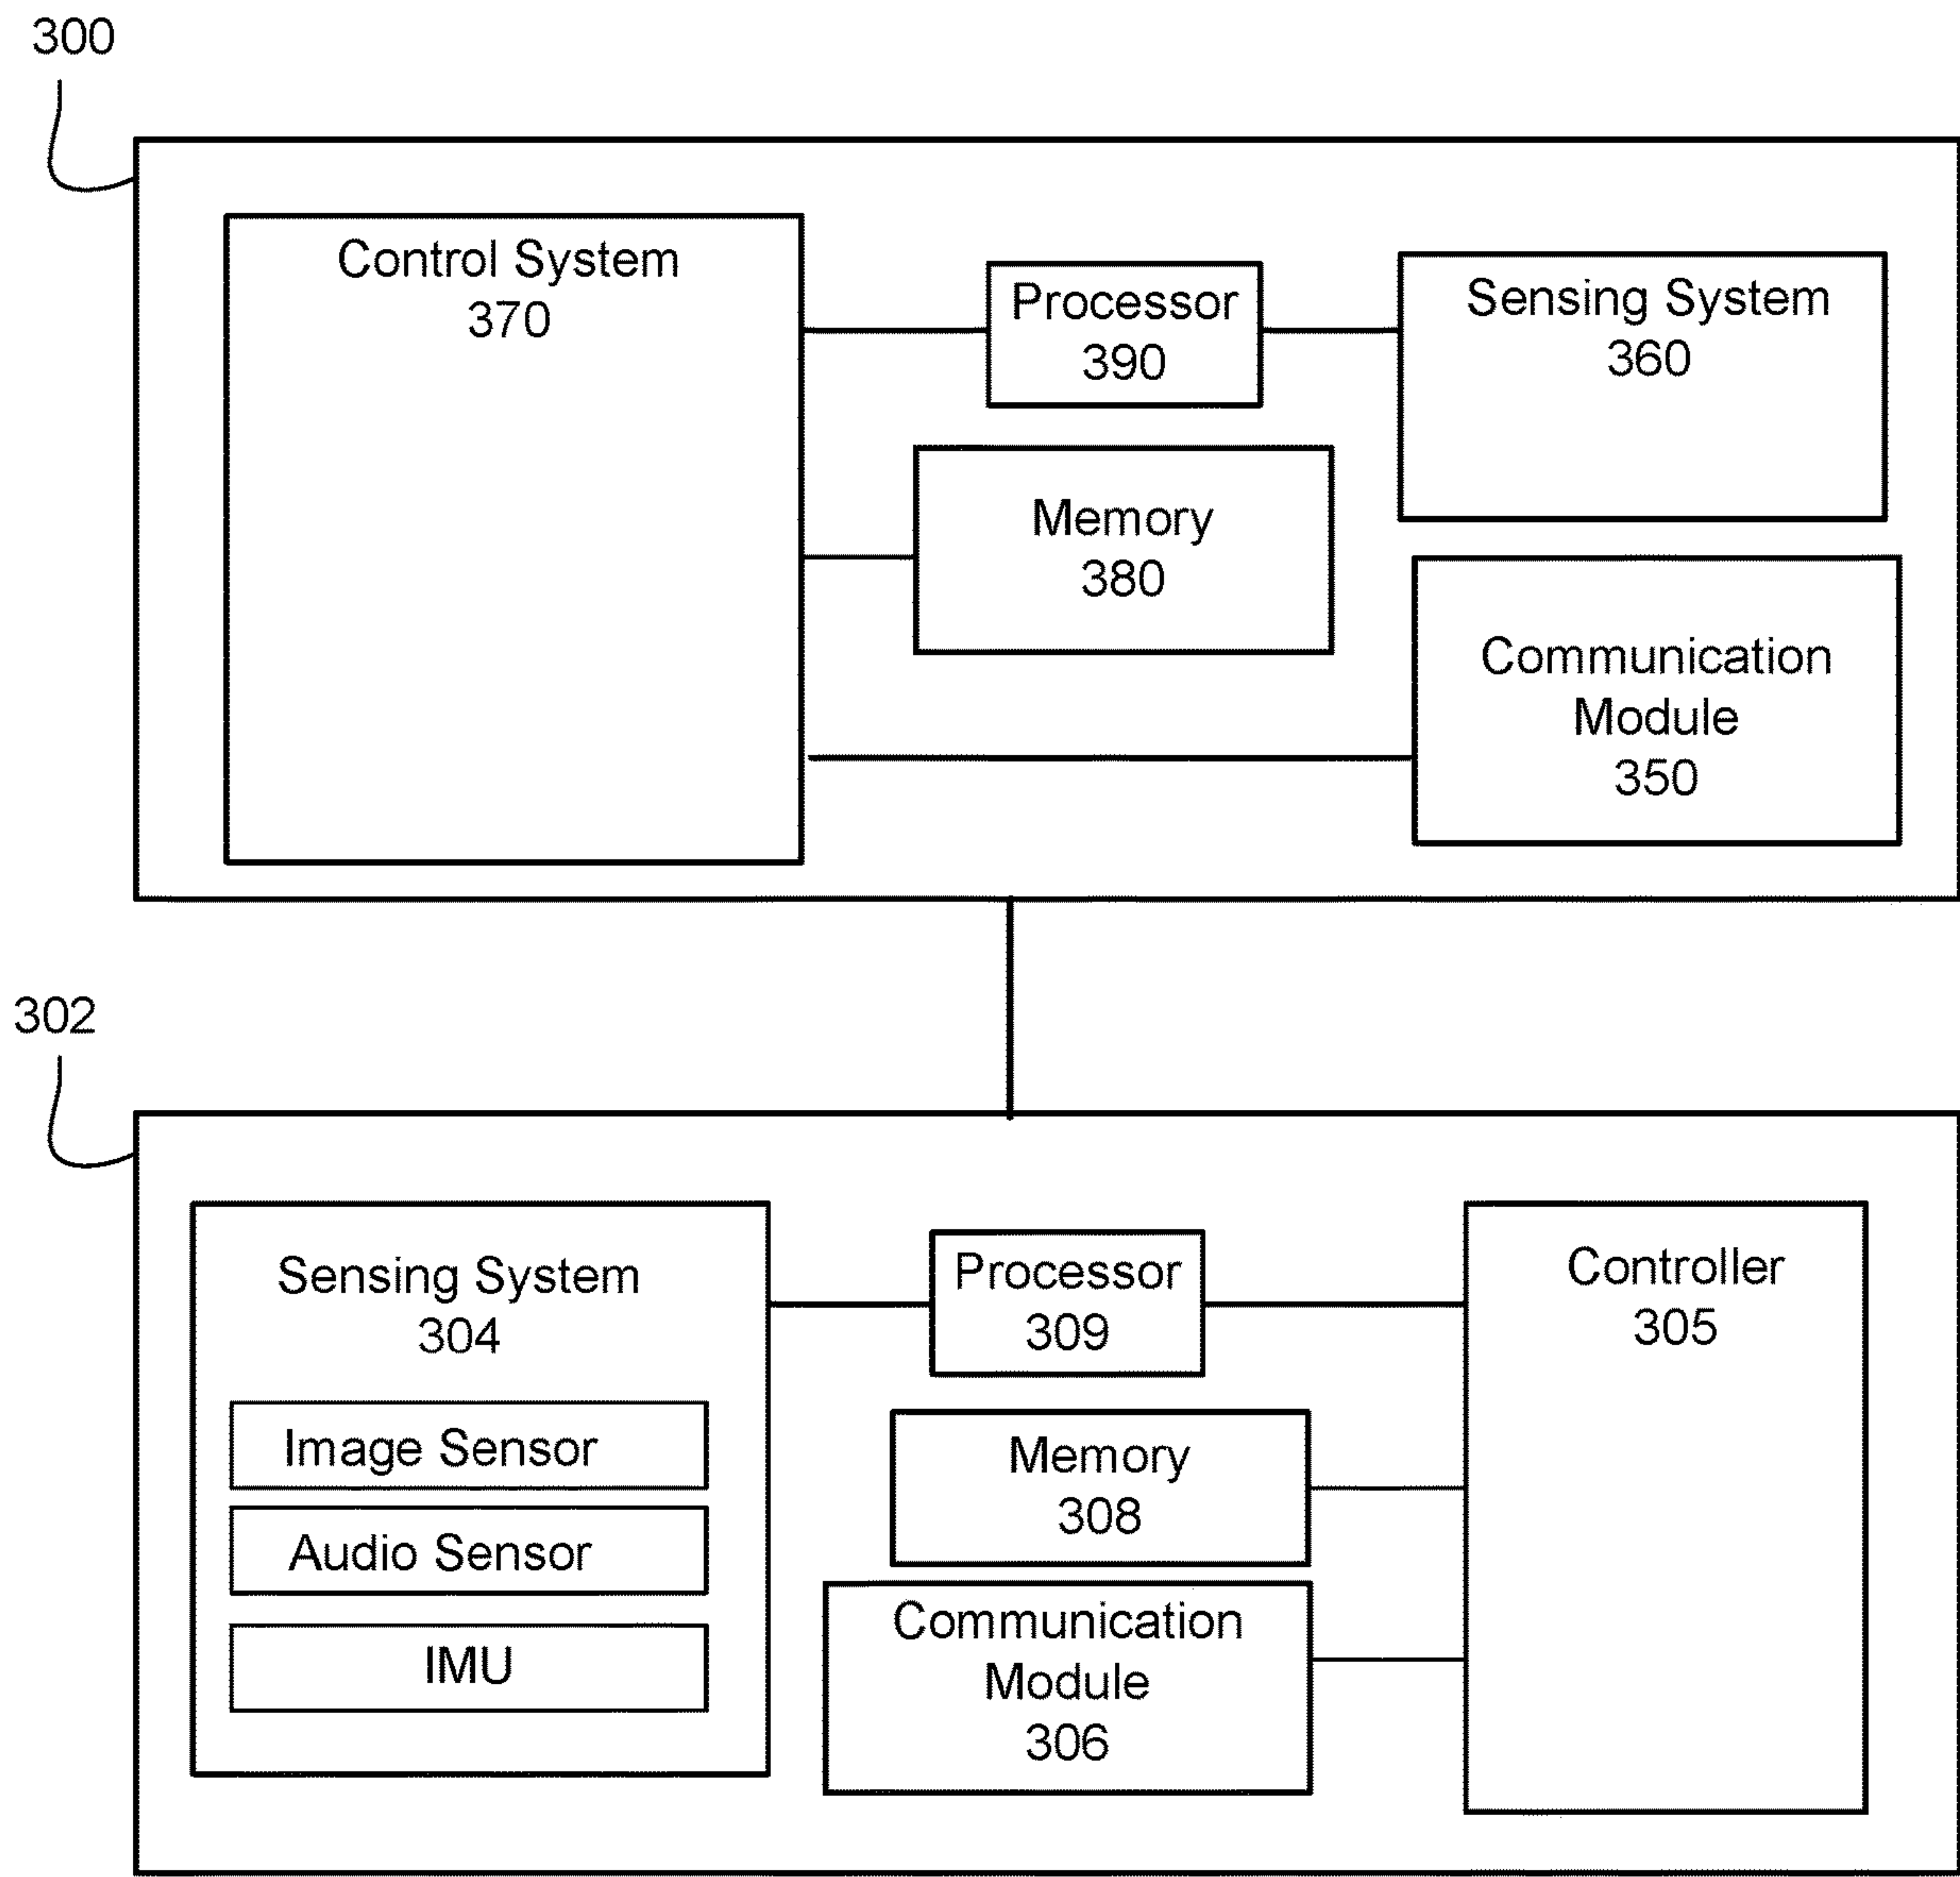 300
Control System
370
Processor
390
Sensing System
360
Memory
380
Communication
Module
350
302
Sensing System
304
Image Sensor
Audio Sensor
IMU
Processor
309
Memory
308
Communication
Module
306
Controller
305